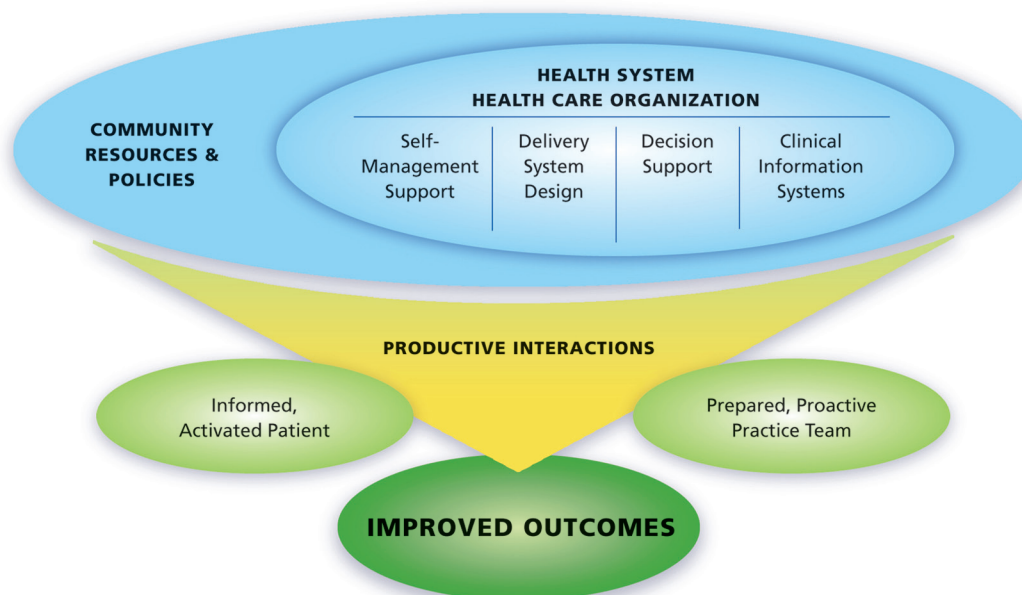 HEALTH SYSTEM
HEALTH CARE ORGANIZATION
COMMUNITY
RESOURCES &
POLICIES
Self-
Management
Support
Delivery
System
Design
Decision
Support
Clinical
Information
Systems
PRODUCTIVE INTERACTIONS
Informed,
Activated Patient
Prepared, Proactive
Practice Team
IMPROVED OUTCOMES